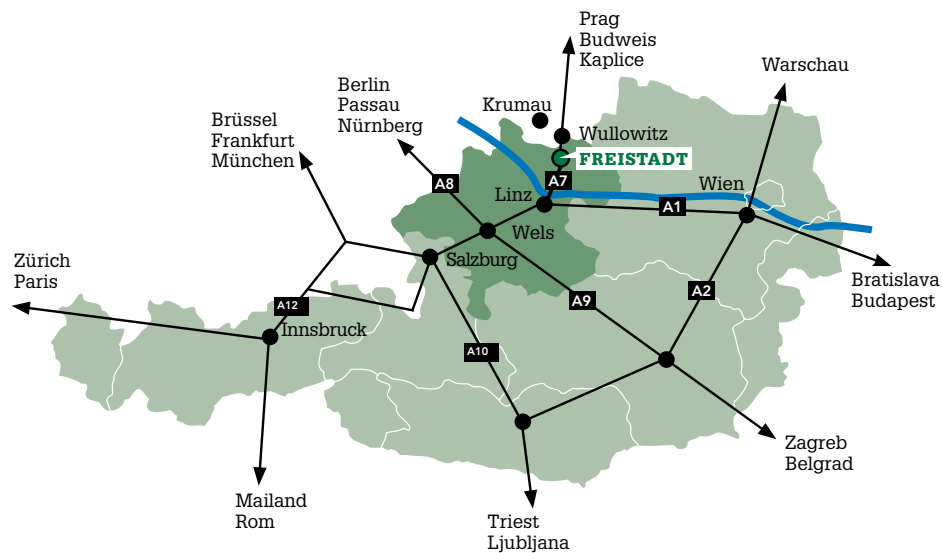 Prag
Budweis
Kaplice
Warschau
Berlin
Passau
Nürnberg
Krumau
Brüssel
Frankfurt
München
Wullowitz
FREISTADT
A8
A7
Linz
Wien
A1
Wels
Salzburg
Zürich
Paris
Bratislava
Budapest
A2
A9
A12
Innsbruck
A10
Zagreb
Belgrad
Mailand
Rom
Triest
Ljubljana